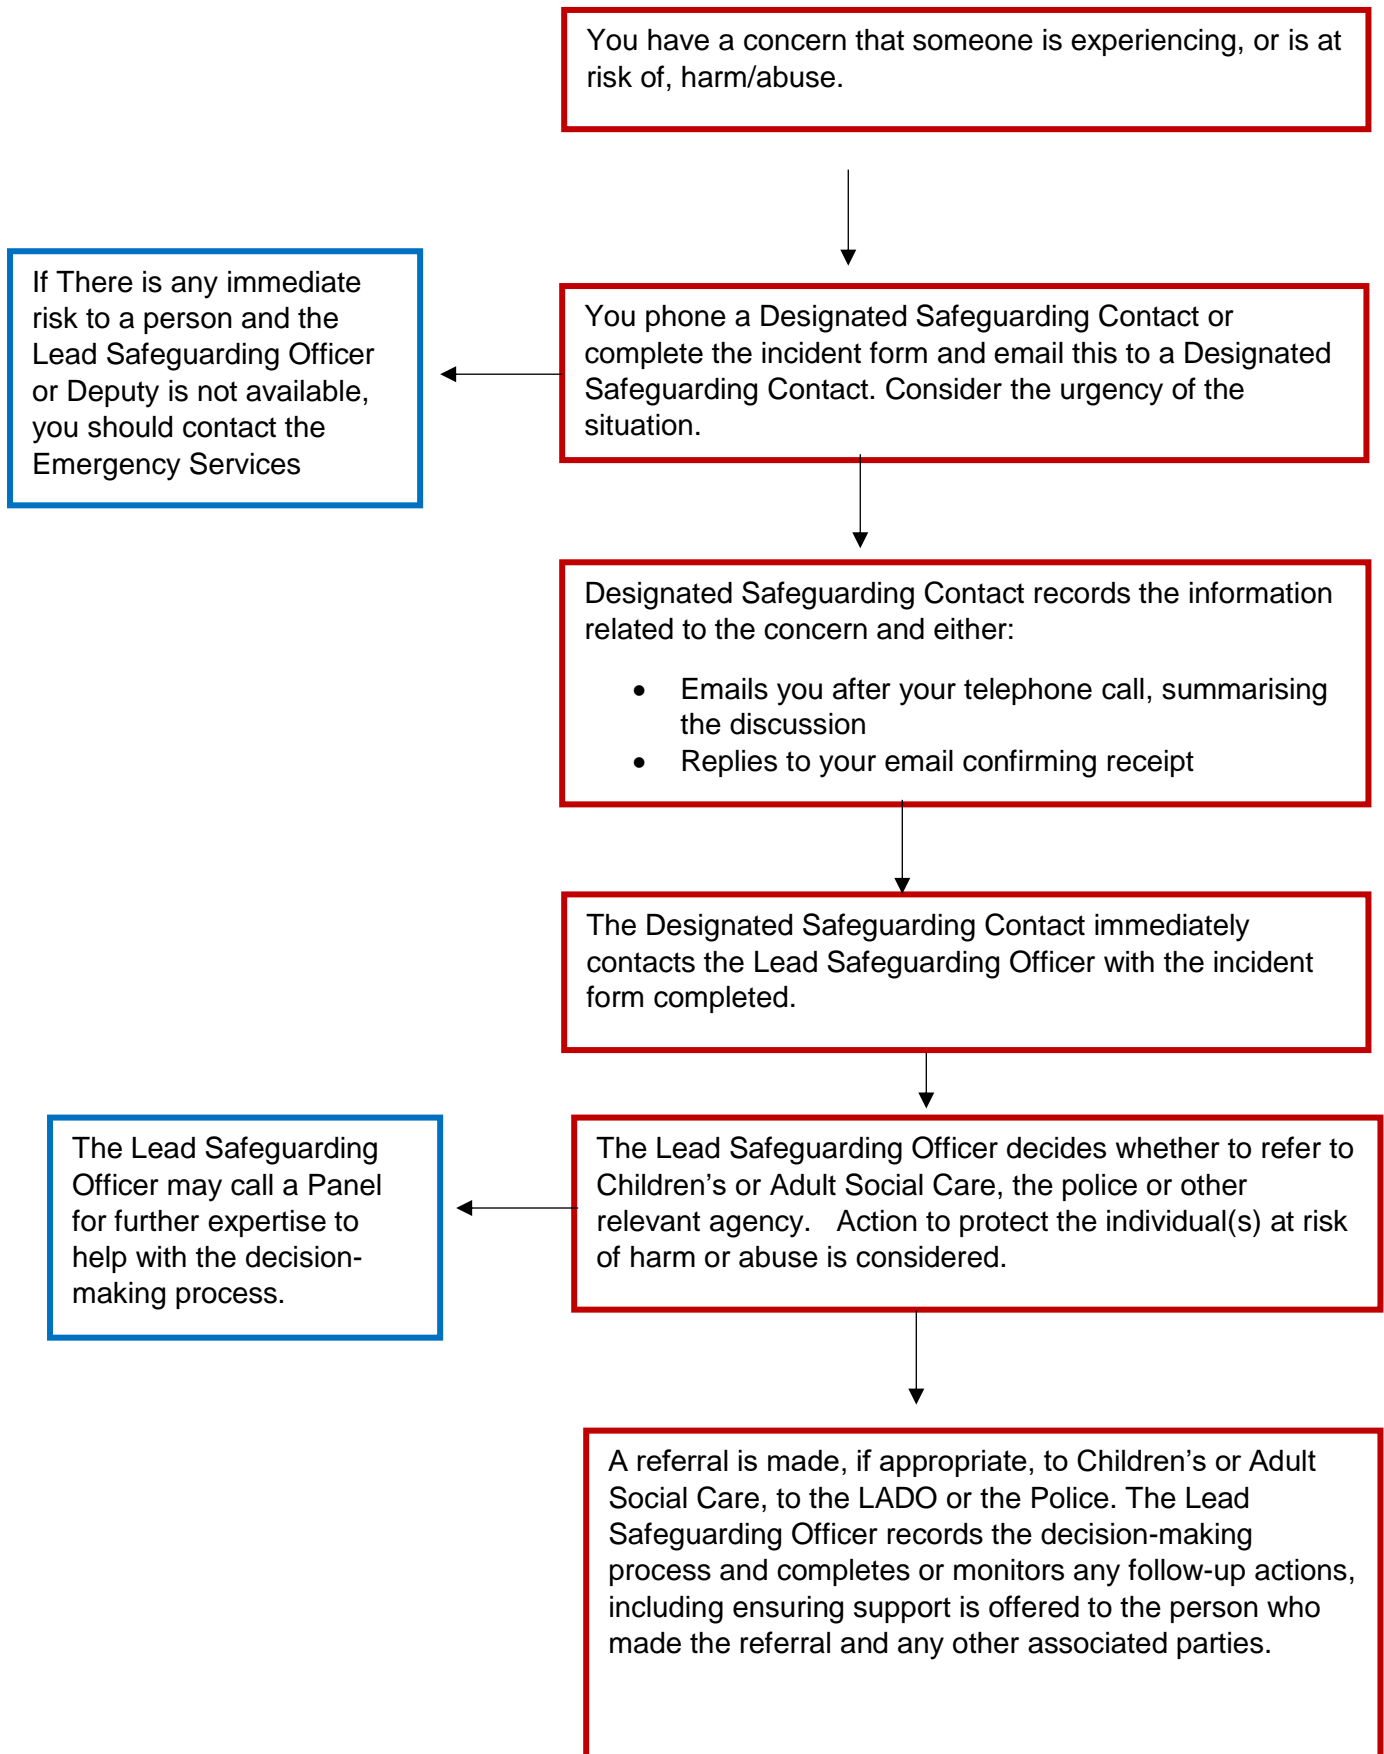 You have a concern that someone is experiencing, or is at
risk of, harm/abuse.
If There is any immediate
risk to a person and the
Lead Safeguarding Officer
or Deputy is not available,
you should contact the
Emergency Services
You phone a Designated Safeguarding Contact or
complete the incident form and email this to a Designated
Safeguarding Contact. Consider the urgency of the
situation.
Designated Safeguarding Contact records the information
related to the concern and either:
• Emails you after your telephone call, summarising
the discussion
• Replies to your email confirming receipt
The Designated Safeguarding Contact immediately
contacts the Lead Safeguarding Officer with the incident
form completed.
The Lead Safeguarding
Officer may call a Panel
for further expertise to
help with the decision-
making process.
The Lead Safeguarding Officer decides whether to refer to
Children’s or Adult Social Care, the police or other
relevant agency.   Action to protect the individual(s) at risk
of harm or abuse is considered.
A referral is made, if appropriate, to Children’s or Adult
Social Care, to the LADO or the Police. The Lead
Safeguarding Officer records the decision-making
process and completes or monitors any follow-up actions,
including ensuring support is offered to the person who
made the referral and any other associated parties.